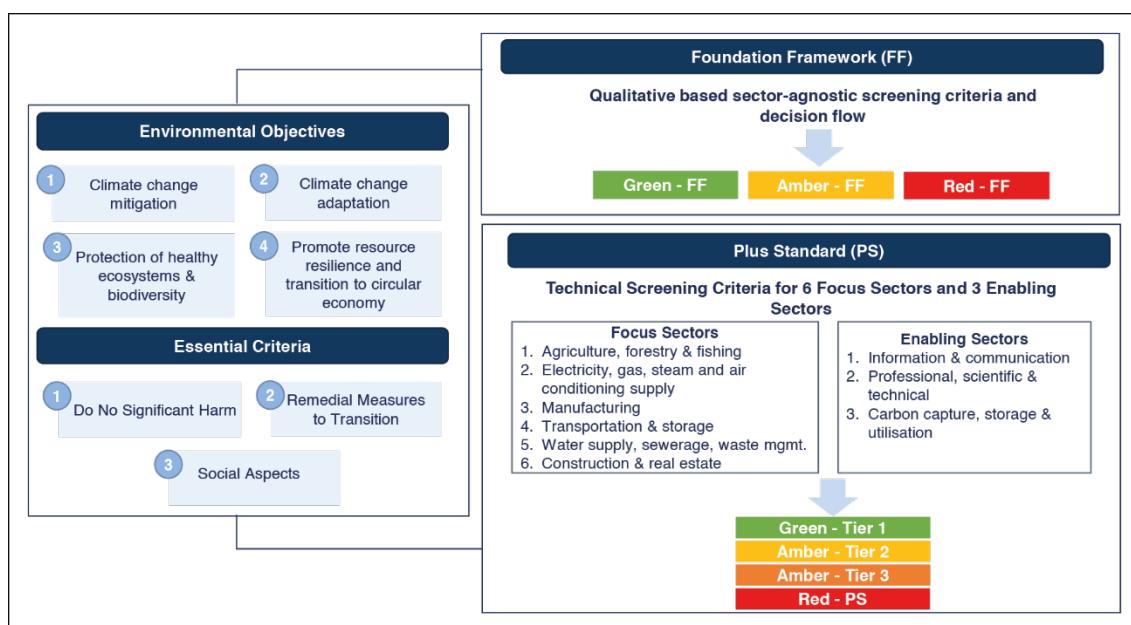 Environmental Objectives
1
Climate change
mitigation
2
Climate change
adaptation
3
Protection of healthy
ecosystems &
biodiversity
4
Promote resource
resilience and
transition to circular
economy
Essential Criteria
1
Do No Significant Harm
2
Remedial Measures
to Transition
3
Social Aspects
Foundation Framework (FF)
Qualitative based sector-agnostic screening criteria and
decision flow
Green - FF
Amber - FF
Red - FF
Plus Standard (PS)
Technical Screening Criteria for 6 Focus Sectors and 3 Enabling
Sectors
Focus Sectors
1. Agriculture, forestry & fishing
2. Electricity, gas, steam and air
conditioning supply
3. Manufacturing
4. Transportation & storage
5. Water supply, sewerage, waste mgmt.
6. Construction & real estate
Enabling Sectors
1. Information & communication
2. Professional, scientific &
technical
3. Carbon capture, storage &
utilisation
Green - Tier 1
Amber - Tier 2
Amber - Tier 3
Red - PS